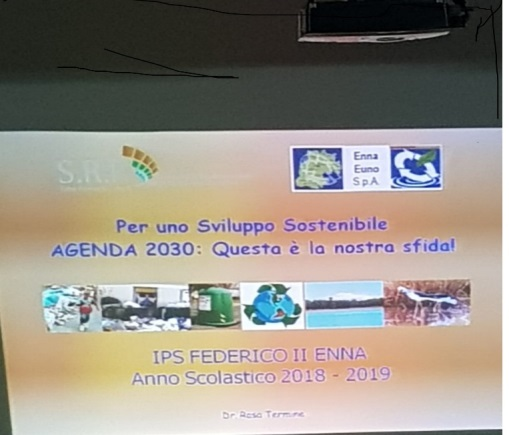 Enna
Euno
S.p.A.
Per uno Sviluppo Sostenibile
AGENDA 2030: Questa è la nostra sfida!
IPS FEDERICO II ENNA
Anno Scolastico 2018 - 2019
Dr. Rosa Termine